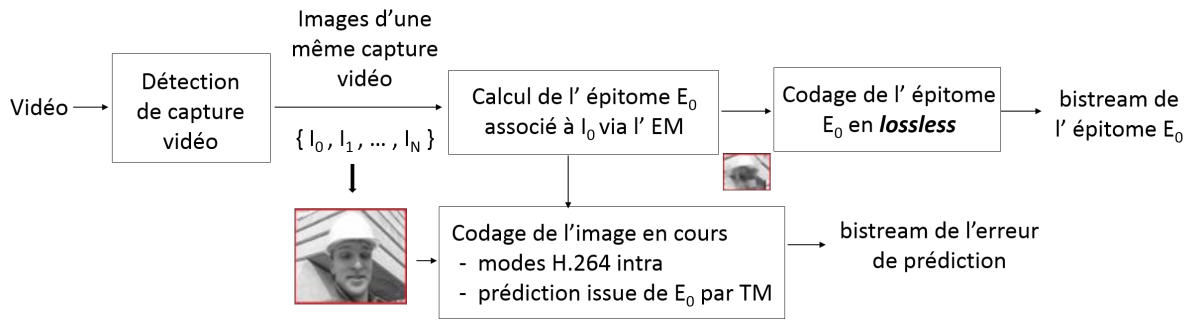 Images d'une
même capture
vidéo
Vidéo
Détection
de capture
vidéo
{ I₀ , I₁ , ... , I_N }
Calcul de l' épitome E₀
associé à I₀ via l' EM
Codage de l' épitome
E₀ en lossless
bistream de
l' épitome E₀
Codage de l'image en cours
- modes H.264 intra
- prédiction issue de E₀ par TM
bistream de l'erreur
de prédiction